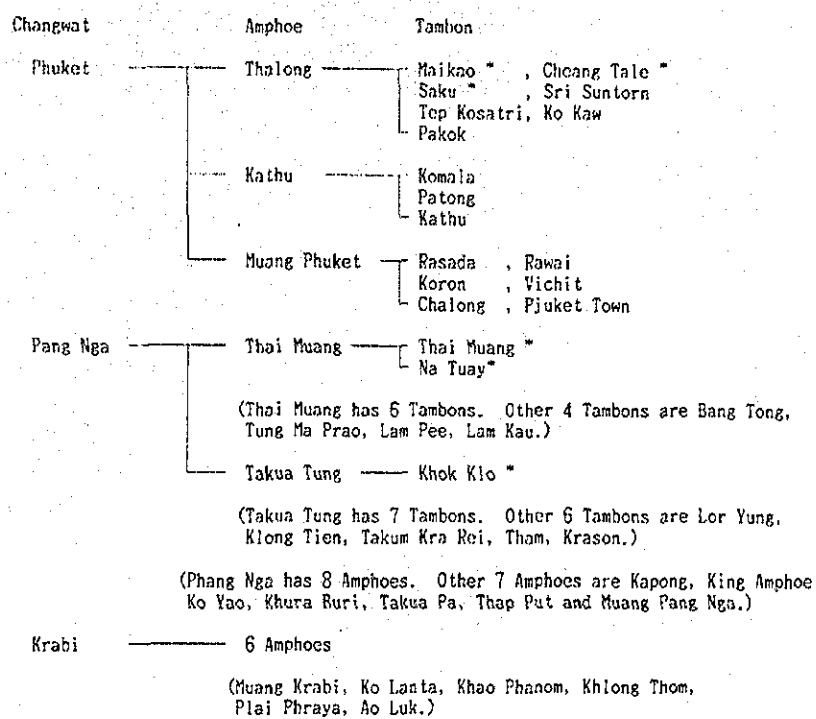 Changwat Amphoe Tambon
Phuket Thalong Maikao * , Cheang Tale *
Saku * , Sri Suntorn
Tep Kosatri, Ko Kaw
Pakok
Kathu Komala
Patong
Kathu
Muang Phuket Rasada , Rawai
Koron , Vichit
Chalong , Pjuket Town
Pang Nga Thai Muang Thai Muang *
Na Tuay*
(Thai Muang has 6 Tambons. Other 4 Tambons are Bang Tong,
Tung Ma Prao, Lam Pee, Lam Kau.)
Takua Tung Khok Klo *
(Takua Tung has 7 Tambons. Other 6 Tambons are Lor Yung,
Klong Tien, Takum Kra Rei, Tham, Krason.)
(Phang Nga has 8 Amphoes. Other 7 Amphoes are Kapong, King Amphoe
Ko Yao, Khura Buri, Takua Pa, Thap Put and Muang Pang Nga.)
Krabi 6 Amphoes
(Muang Krabi, Ko Lanta, Khao Phanom, Khlong Thom,
Plai Phraya, Ao Luk.)